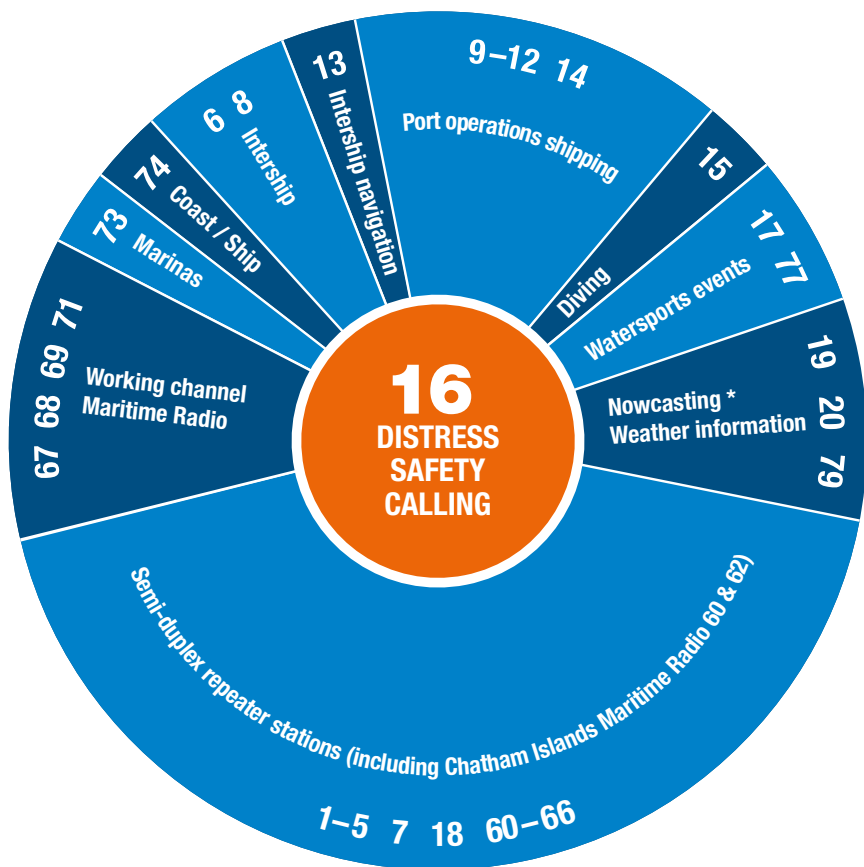 16
DISTRESS
SAFETY
CALLING
9–12 14
Port operations shipping
15
Diving
17 77
Watersports events
19 20 79
Nowcasting *
Weather information
1–5 7 18 60–66
Semi-duplex repeater stations (including Chatham Islands Maritime Radio 60 & 62)
67 68 69 71
Working channel
Maritime Radio
73 Marinas
74 Coast / Ship
6 8
Intership
13 Intership navigation